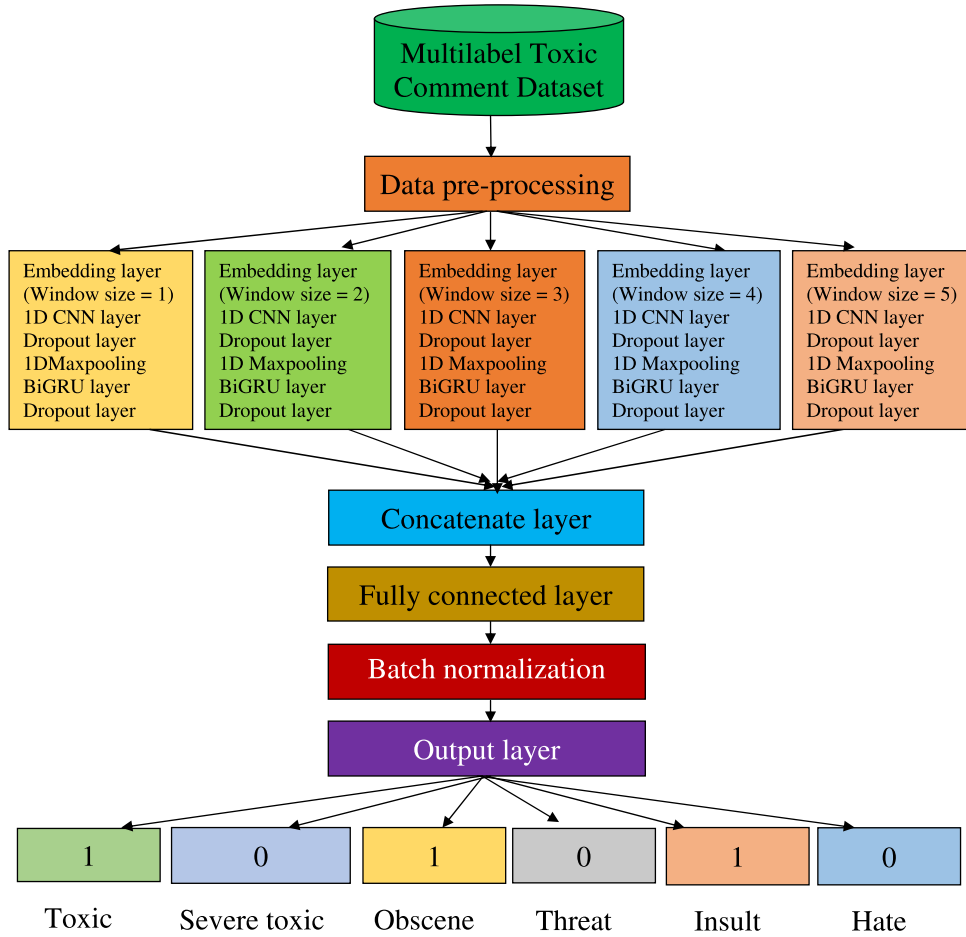 Multilabel Toxic
Comment Dataset
Data pre-processing
Embedding layer
(Window size = 1)
1D CNN layer
Dropout layer
1DMaxpooling
BiGRU layer
Dropout layer
Embedding layer
(Window size = 2)
1D CNN layer
Dropout layer
1D Maxpooling
BiGRU layer
Dropout layer
Embedding layer
(Window size = 3)
1D CNN layer
Dropout layer
1D Maxpooling
BiGRU layer
Dropout layer
Embedding layer
(Window size = 4)
1D CNN layer
Dropout layer
1D Maxpooling
BiGRU layer
Dropout layer
Embedding layer
(Window size = 5)
1D CNN layer
Dropout layer
1D Maxpooling
BiGRU layer
Dropout layer
Concatenate layer
Fully connected layer
Batch normalization
Output layer
1 0 1 0 1 0
Toxic Severe toxic Obscene Threat Insult Hate